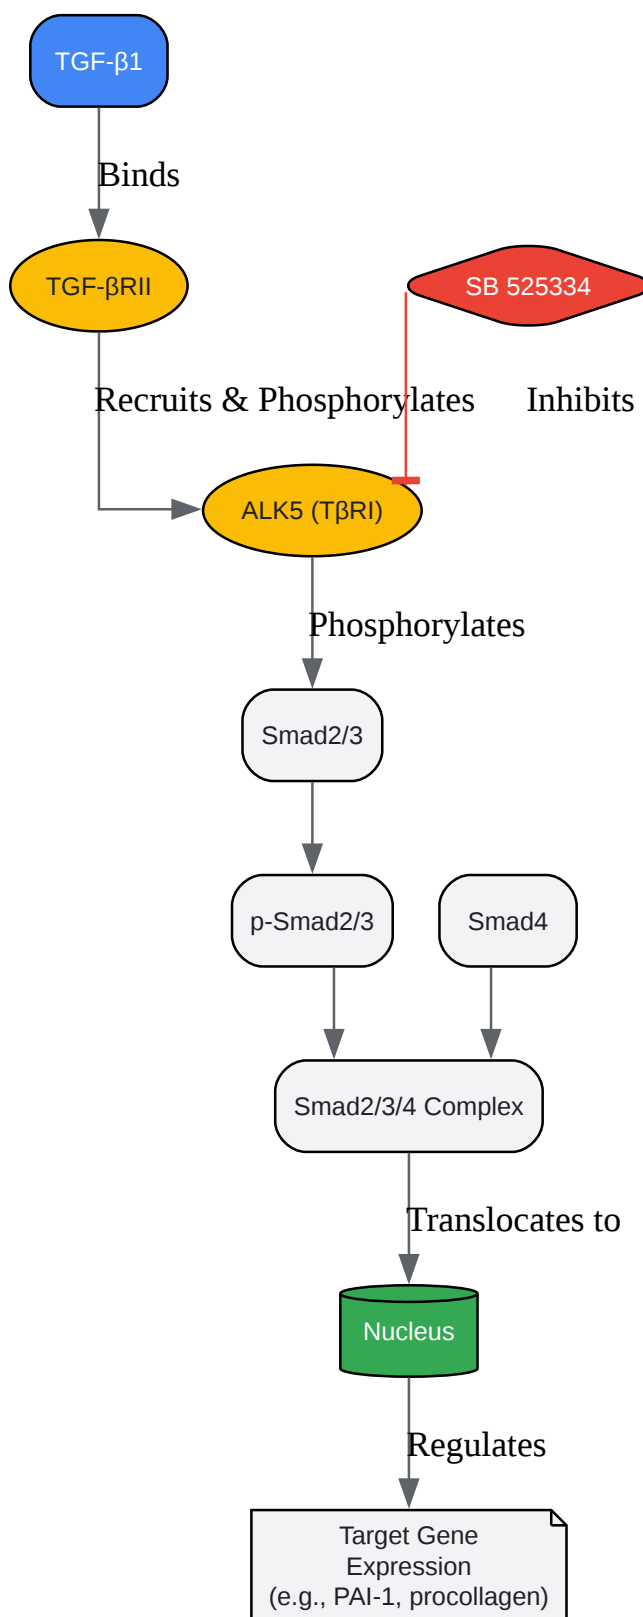 TGF-β1
Binds
TGF-βRII
SB 525334
Recruits & Phosphorylates
Inhibits
ALK5 (TβRI)
Phosphorylates
Smad2/3
p-Smad2/3
Smad4
Smad2/3/4 Complex
Translocates to
Nucleus
Regulates
Target Gene
Expression
(e.g., PAI-1, procollagen)